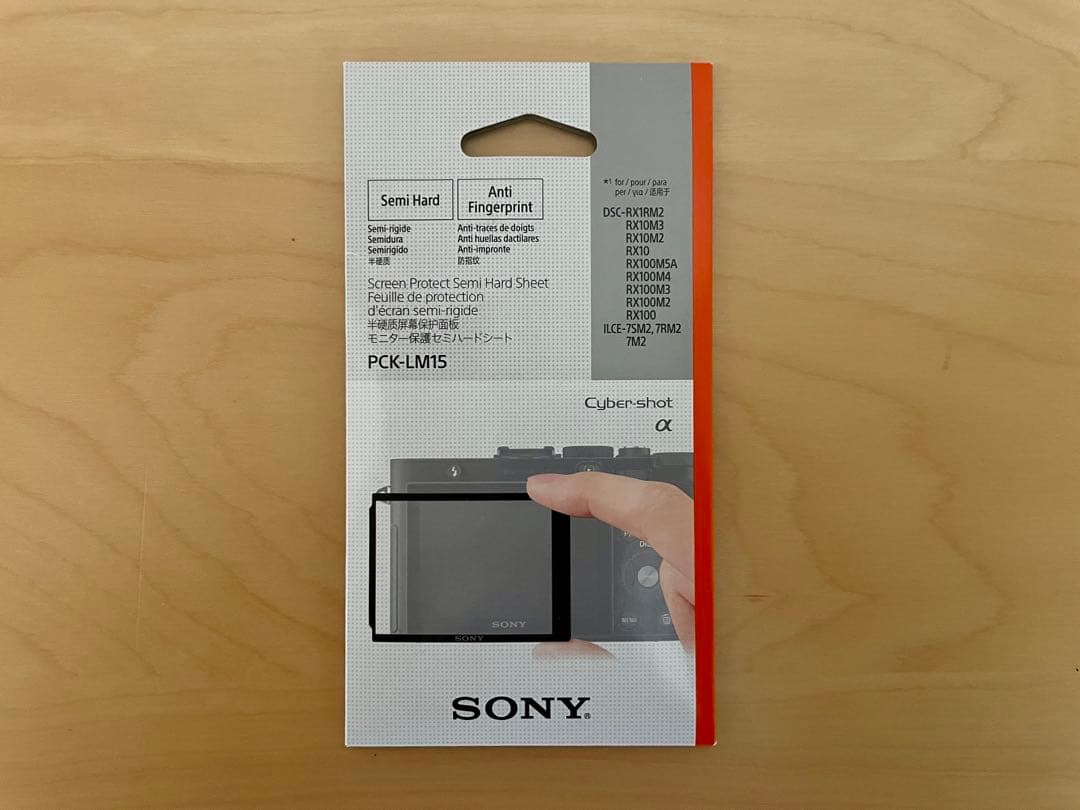 Semi Hard
Anti
Fingerprint
Semi-rigide
Semidura
Semirigido
半硬质
Anti-traces de doigts
Anti huellas dactilares
Anti-impronte
防指纹
Screen Protect Semi Hard Sheet
Feuille de protection
d'écran semi-rigide
半硬质屏幕保护面板
モニター保護セミハードシート
PCK-LM15
★1 for / pour / para
per / για / 适用于
DSC-RX1RM2
RX10M3
RX10M2
RX10
RX100M5A
RX100M4
RX100M3
RX100M2
RX100
ILCE-7SM2, 7RM2
7M2
Cyber-shot
α
SONY
SONY
MENU
SONY®